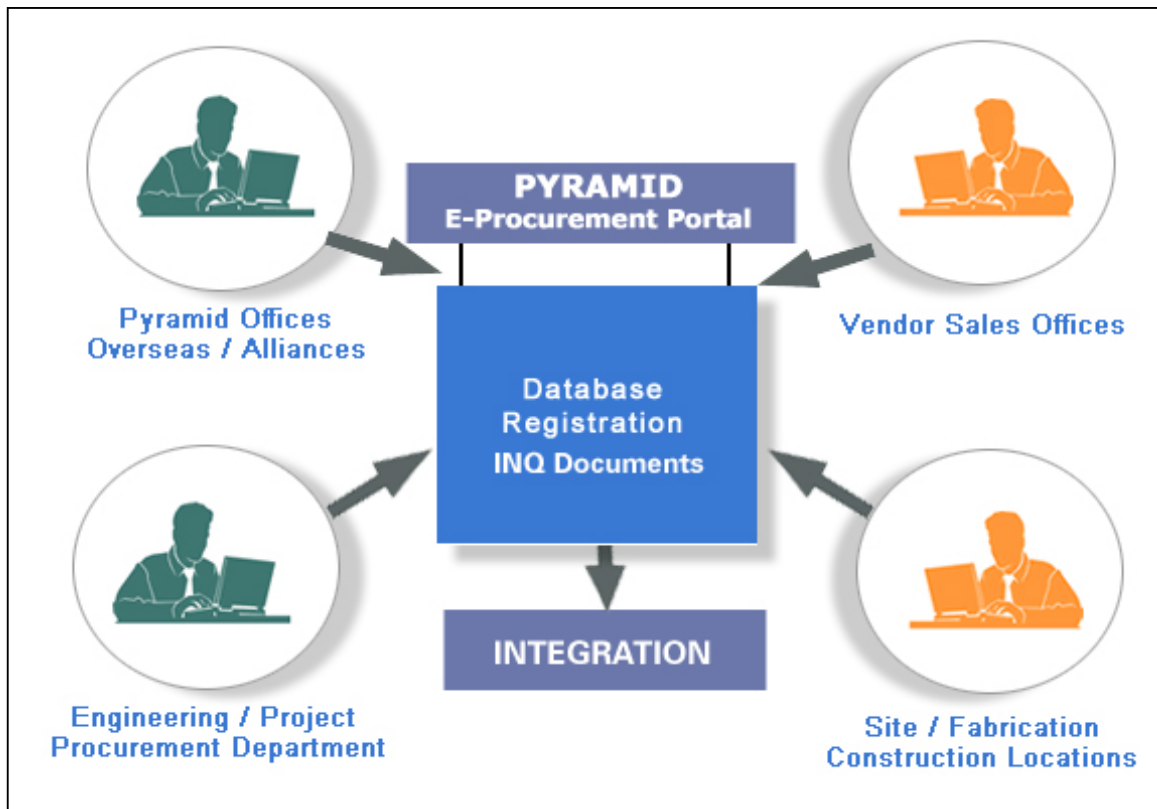 PYRAMID
E-Procurement Portal
Pyramid Offices
Overseas / Alliances
Vendor Sales Offices
Database
Registration
INQ Documents
INTEGRATION
Engineering / Project
Procurement Department
Site / Fabrication
Construction Locations